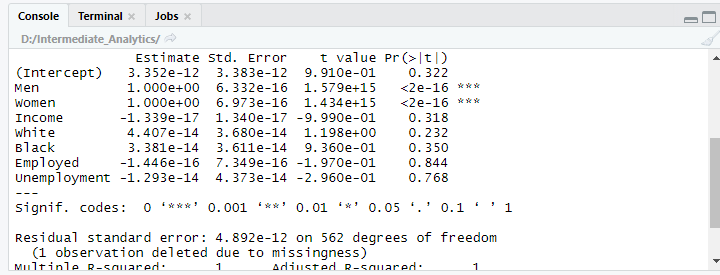 Console Terminal × Jobs ×
D:/Intermediate_Analytics/
Estimate Std. Error t value Pr(>|t|)
(Intercept) 3.352e-12 3.383e-12 9.910e-01 0.322
Men 1.000e+00 6.332e-16 1.579e+15 <2e-16 ***
Women 1.000e+00 6.973e-16 1.434e+15 <2e-16 ***
Income -1.339e-17 1.340e-17 -9.990e-01 0.318
White 4.407e-14 3.680e-14 1.198e+00 0.232
Black 3.381e-14 3.611e-14 9.360e-01 0.350
Employed -1.446e-16 7.349e-16 -1.970e-01 0.844
Unemployment -1.293e-14 4.373e-14 -2.960e-01 0.768
---
Signif. codes: 0 ‘***’ 0.001 ‘**’ 0.01 ‘*’ 0.05 ‘.’ 0.1 ‘ ’ 1
Residual standard error: 4.892e-12 on 562 degrees of freedom
(1 observation deleted due to missingness)
Multiple R-squared: 1, Adjusted R-squared: 1